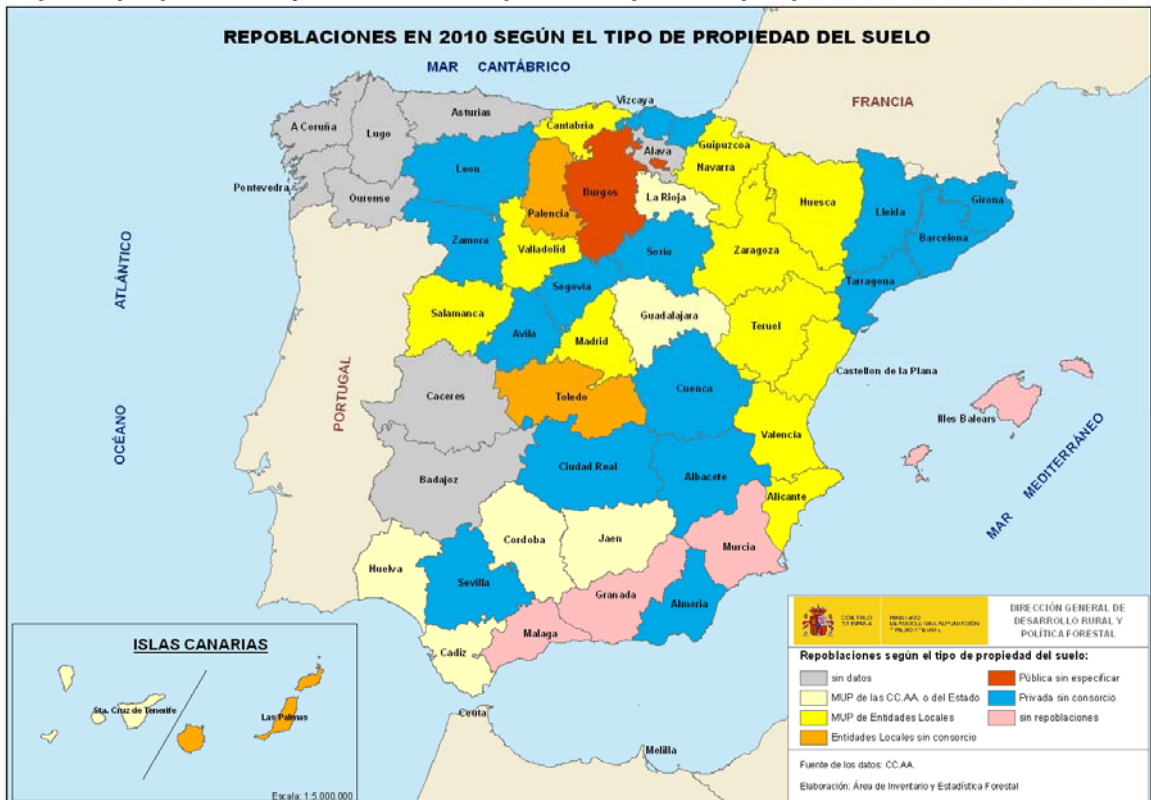 REPOBLACIONES EN 2010 SEGÚN EL TIPO DE PROPIEDAD DEL SUELO
MAR CANTÁBRICO
FRANCIA
OCÉANO ATLÁNTICO
PORTUGAL
MAR MEDITERRÁNEO
A Coruña
Lugo
Asturias
Cantabria
Vizcaya
Guipuzcoa
Alava
Navarra
Pontevedra
Ourense
Leon
Palencia
Burgos
La Rioja
Huesca
Lleida
Girona
Barcelona
Tarragona
Zamora
Valladolid
Soria
Zaragoza
Segovia
Salamanca
Avila
Madrid
Guadalajara
Teruel
Castellon de la Plana
Caceres
Toledo
Cuenca
Valencia
Illes Balears
Badajoz
Ciudad Real
Albacete
Alicante
Huelva
Sevilla
Cordoba
Jaen
Murcia
Granada
Almeria
Malaga
Cadiz
Ceuta
Melilla
ISLAS CANARIAS
Sta. Cruz de Tenerife
Las Palmas
Escala: 1:5.000.000
DIRECCIÓN GENERAL DE
DESARROLLO RURAL Y
POLÍTICA FORESTAL
Repoblaciones según el tipo de propiedad del suelo:
sin datos
MUP de las CC.AA. o del Estado
MUP de Entidades Locales
Entidades Locales sin consorcio
Pública sin especificar
Privada sin consorcio
sin repoblaciones
Fuente de los datos: CC.AA.
Elaboración: Área de Inventario y Estadística Forestal